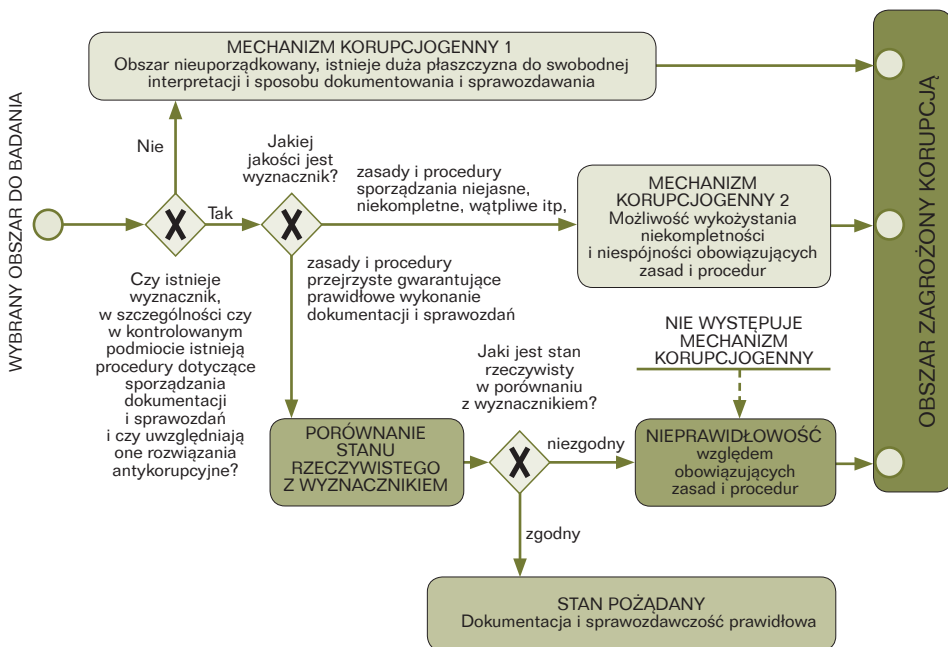 WYBRANY OBSZAR DO BADANIA
MECHANIZM KORUPCJOGENNY 1
Obszar nieuporządkowany, istnieje duża płaszczyzna do swobodnej
interpretacji i sposobu dokumentowania i sprawozdawania
Nie
Tak
Czy istnieje
wyznacznik,
w szczególności czy
w kontrolowanym
podmiocie istnieją
procedury dotyczące
sporządzania
dokumentacji
i sprawozdań
i czy uwzględniają
one rozwiązania
antykorupcyjne?
Jakiej
jakości jest
wyznacznik?
zasady i procedury
sporządzania niejasne,
niekompletne, wątpliwe itp,
MECHANIZM
KORUPCJOGENNY 2
Możliwość wykożystania
niekompletności
i niespójności obowiązujących
zasad i procedur
zasady i procedury
przejrzyste gwarantujące
prawidłowe wykonanie
dokumentacji i sprawozdań
PORÓWNANIE
STANU
RZECZYWISTEGO
Z WYZNACZNIKIEM
Jaki jest stan
rzeczywisty
w porównaniu
z wyznacznikiem?
niezgodny
zgodny
NIE WYSTĘPUJE
MECHANIZM
KORUPCJOGENNY
NIEPRAWIDŁOWOŚĆ
względem
obowiązujących
zasad i procedur
STAN POŻĄDANY
Dokumentacja i sprawozdawczość prawidłowa
OBSZAR ZAGROŻONY KORUPCJĄ